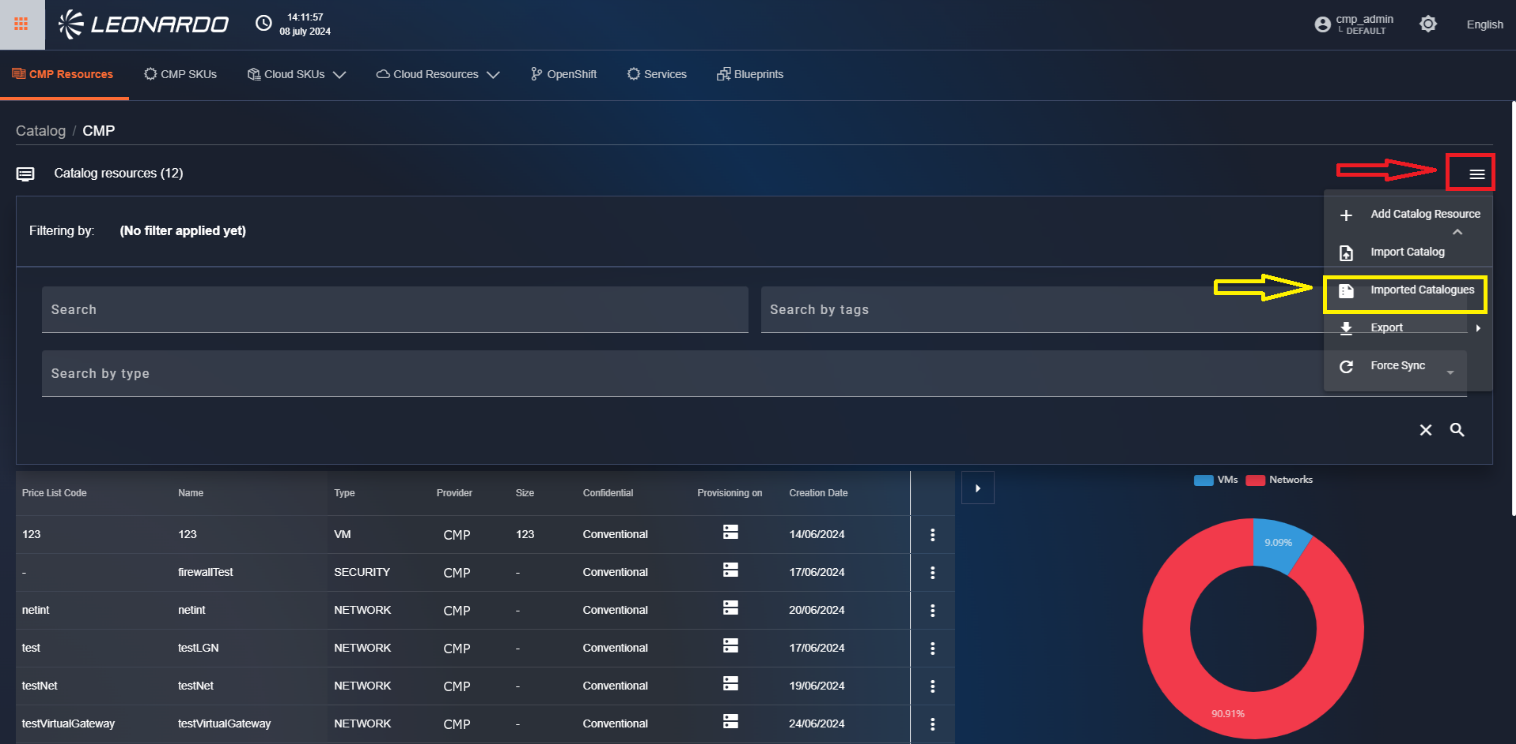 LEONARDO
14:11:57
08 july 2024
cmp_admin
DEFAULT
English
CMP Resources
CMP SKUs
Cloud SKUs
Cloud Resources
OpenShift
Services
Blueprints
Catalog / CMP
Catalog resources (12)
Filtering by: (No filter applied yet)
Add Catalog Resource
Import Catalog
Imported Catalogues
Export
Force Sync
Search
Search by tags
Search by type
Price List Code Name Type Provider Size Confidential Provisioning on Creation Date
123 123 VM CMP 123 Conventional 14/06/2024
- firewallTest SECURITY CMP - Conventional 17/06/2024
netint netint NETWORK CMP - Conventional 20/06/2024
test testLGN NETWORK CMP - Conventional 17/06/2024
testNet testNet NETWORK CMP - Conventional 19/06/2024
testVirtualGateway testVirtualGateway NETWORK CMP - Conventional 24/06/2024
VMs Networks
9.09%
90.91%